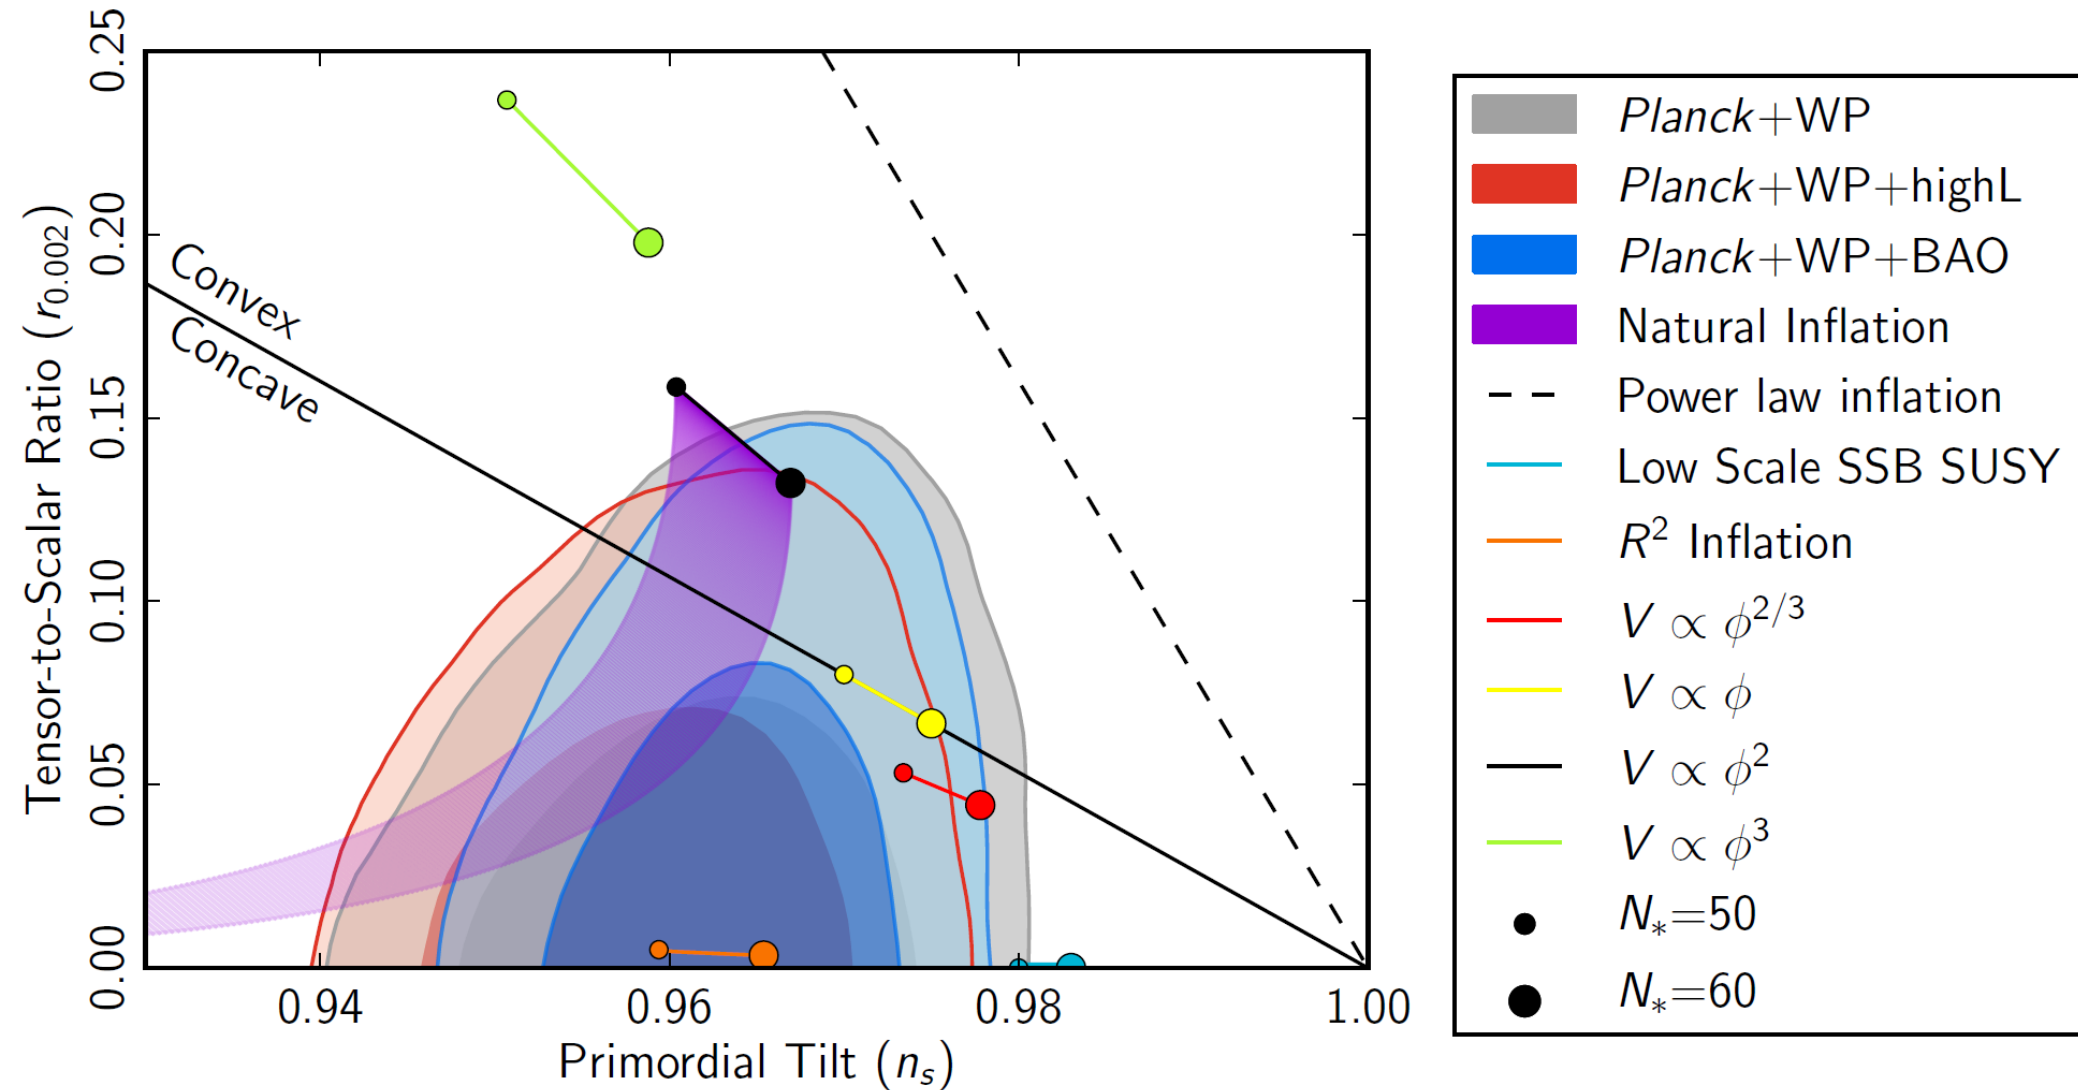 0.25
0.20
0.15
0.10
0.05
0.00
Tensor-to-Scalar Ratio (r₀.₀₀₂)
Convex
Concave
0.94 0.96 0.98 1.00
Primordial Tilt (nₛ)
Planck+WP
Planck+WP+highL
Planck+WP+BAO
Natural Inflation
Power law inflation
Low Scale SSB SUSY
R² Inflation
V ∝ ϕ²ᐟ³
V ∝ ϕ
V ∝ ϕ²
V ∝ ϕ³
N*=50
N*=60